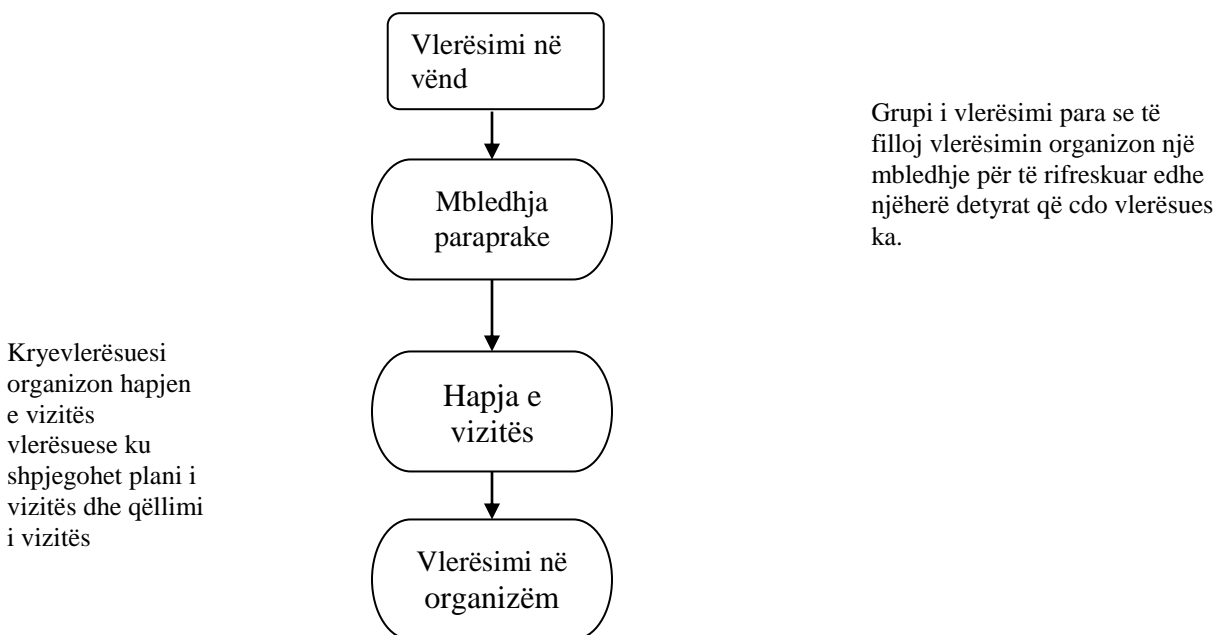 Vlerësimi në
vënd
Grupi i vlerësimi para se të
filloj vlerësimin organizon një
mbledhje për të rifreskuar edhe
njëherë detyrat që cdo vlerësues
ka.
Mbledhja
paraprake
Kryevlerësuesi
organizon hapjen
e vizitës
vlerësuese ku
shpjegohet plani i
vizitës dhe qëllimi
i vizitës
Hapja e
vizitës
Vlerësimi në
organizëm